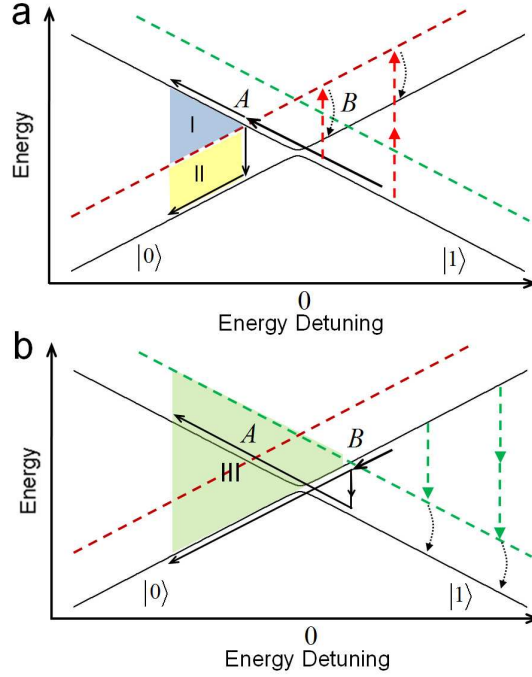 a
Energy
A
B
I
II
|0⟩
|1⟩
0
Energy Detuning
b
Energy
A
B
III
|0⟩
|1⟩
0
Energy Detuning